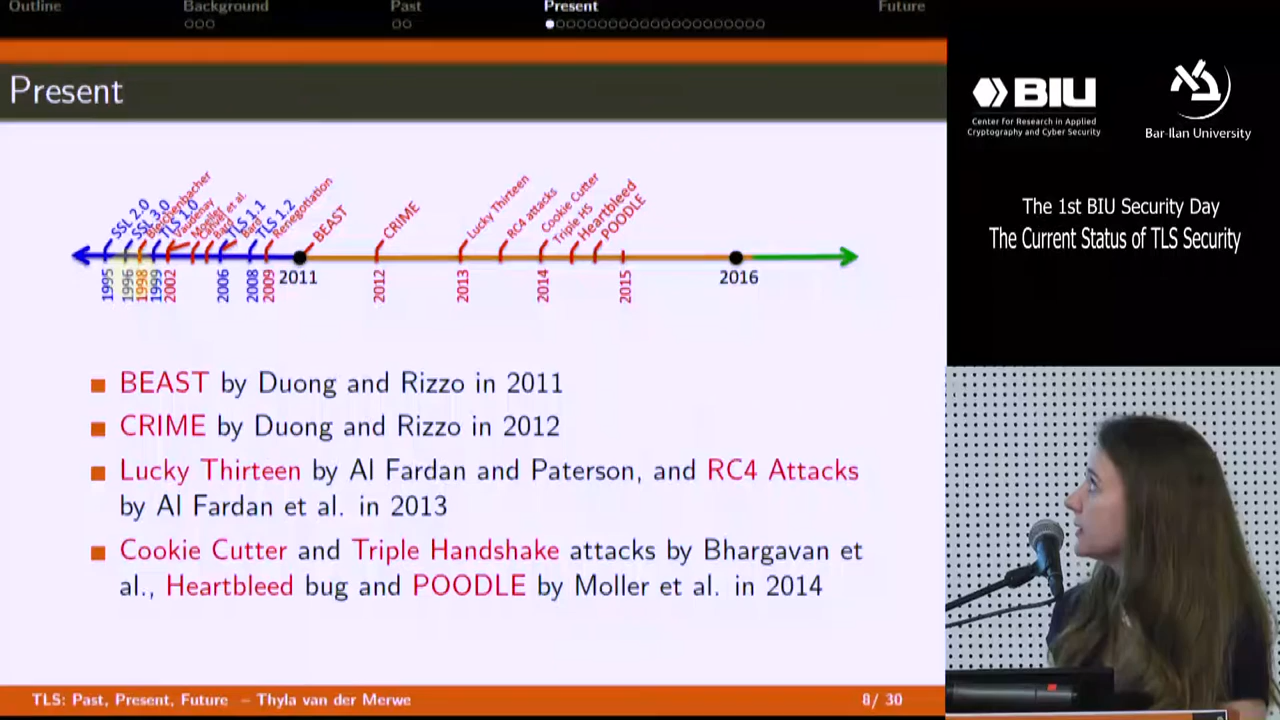 Outline Background Past Present Future
Present
SSL 2.0
SSL 3.0
Bleichenbacher
TLS 1.0
Vaudenay
TLS 1.1
Bard
TLS 1.2
Renegotiation
BEAST
CRIME
Lucky Thirteen
RC4 attacks
Cookie Cutter
Triple HS
Heartbleed
POODLE
1995 1996 1998 1999 2002 2006 2008 2009 2011 2012 2013 2014 2015 2016
BEAST by Duong and Rizzo in 2011
CRIME by Duong and Rizzo in 2012
Lucky Thirteen by Al Fardan and Paterson, and RC4 Attacks
by Al Fardan et al. in 2013
Cookie Cutter and Triple Handshake attacks by Bhargavan et
al., Heartbleed bug and POODLE by Moller et al. in 2014
TLS: Past, Present, Future – Thyla van der Merwe 8/ 30
BIU
Center for Research in Applied
Cryptography and Cyber Security
Bar-Ilan University
The 1st BIU Security Day
The Current Status of TLS Security